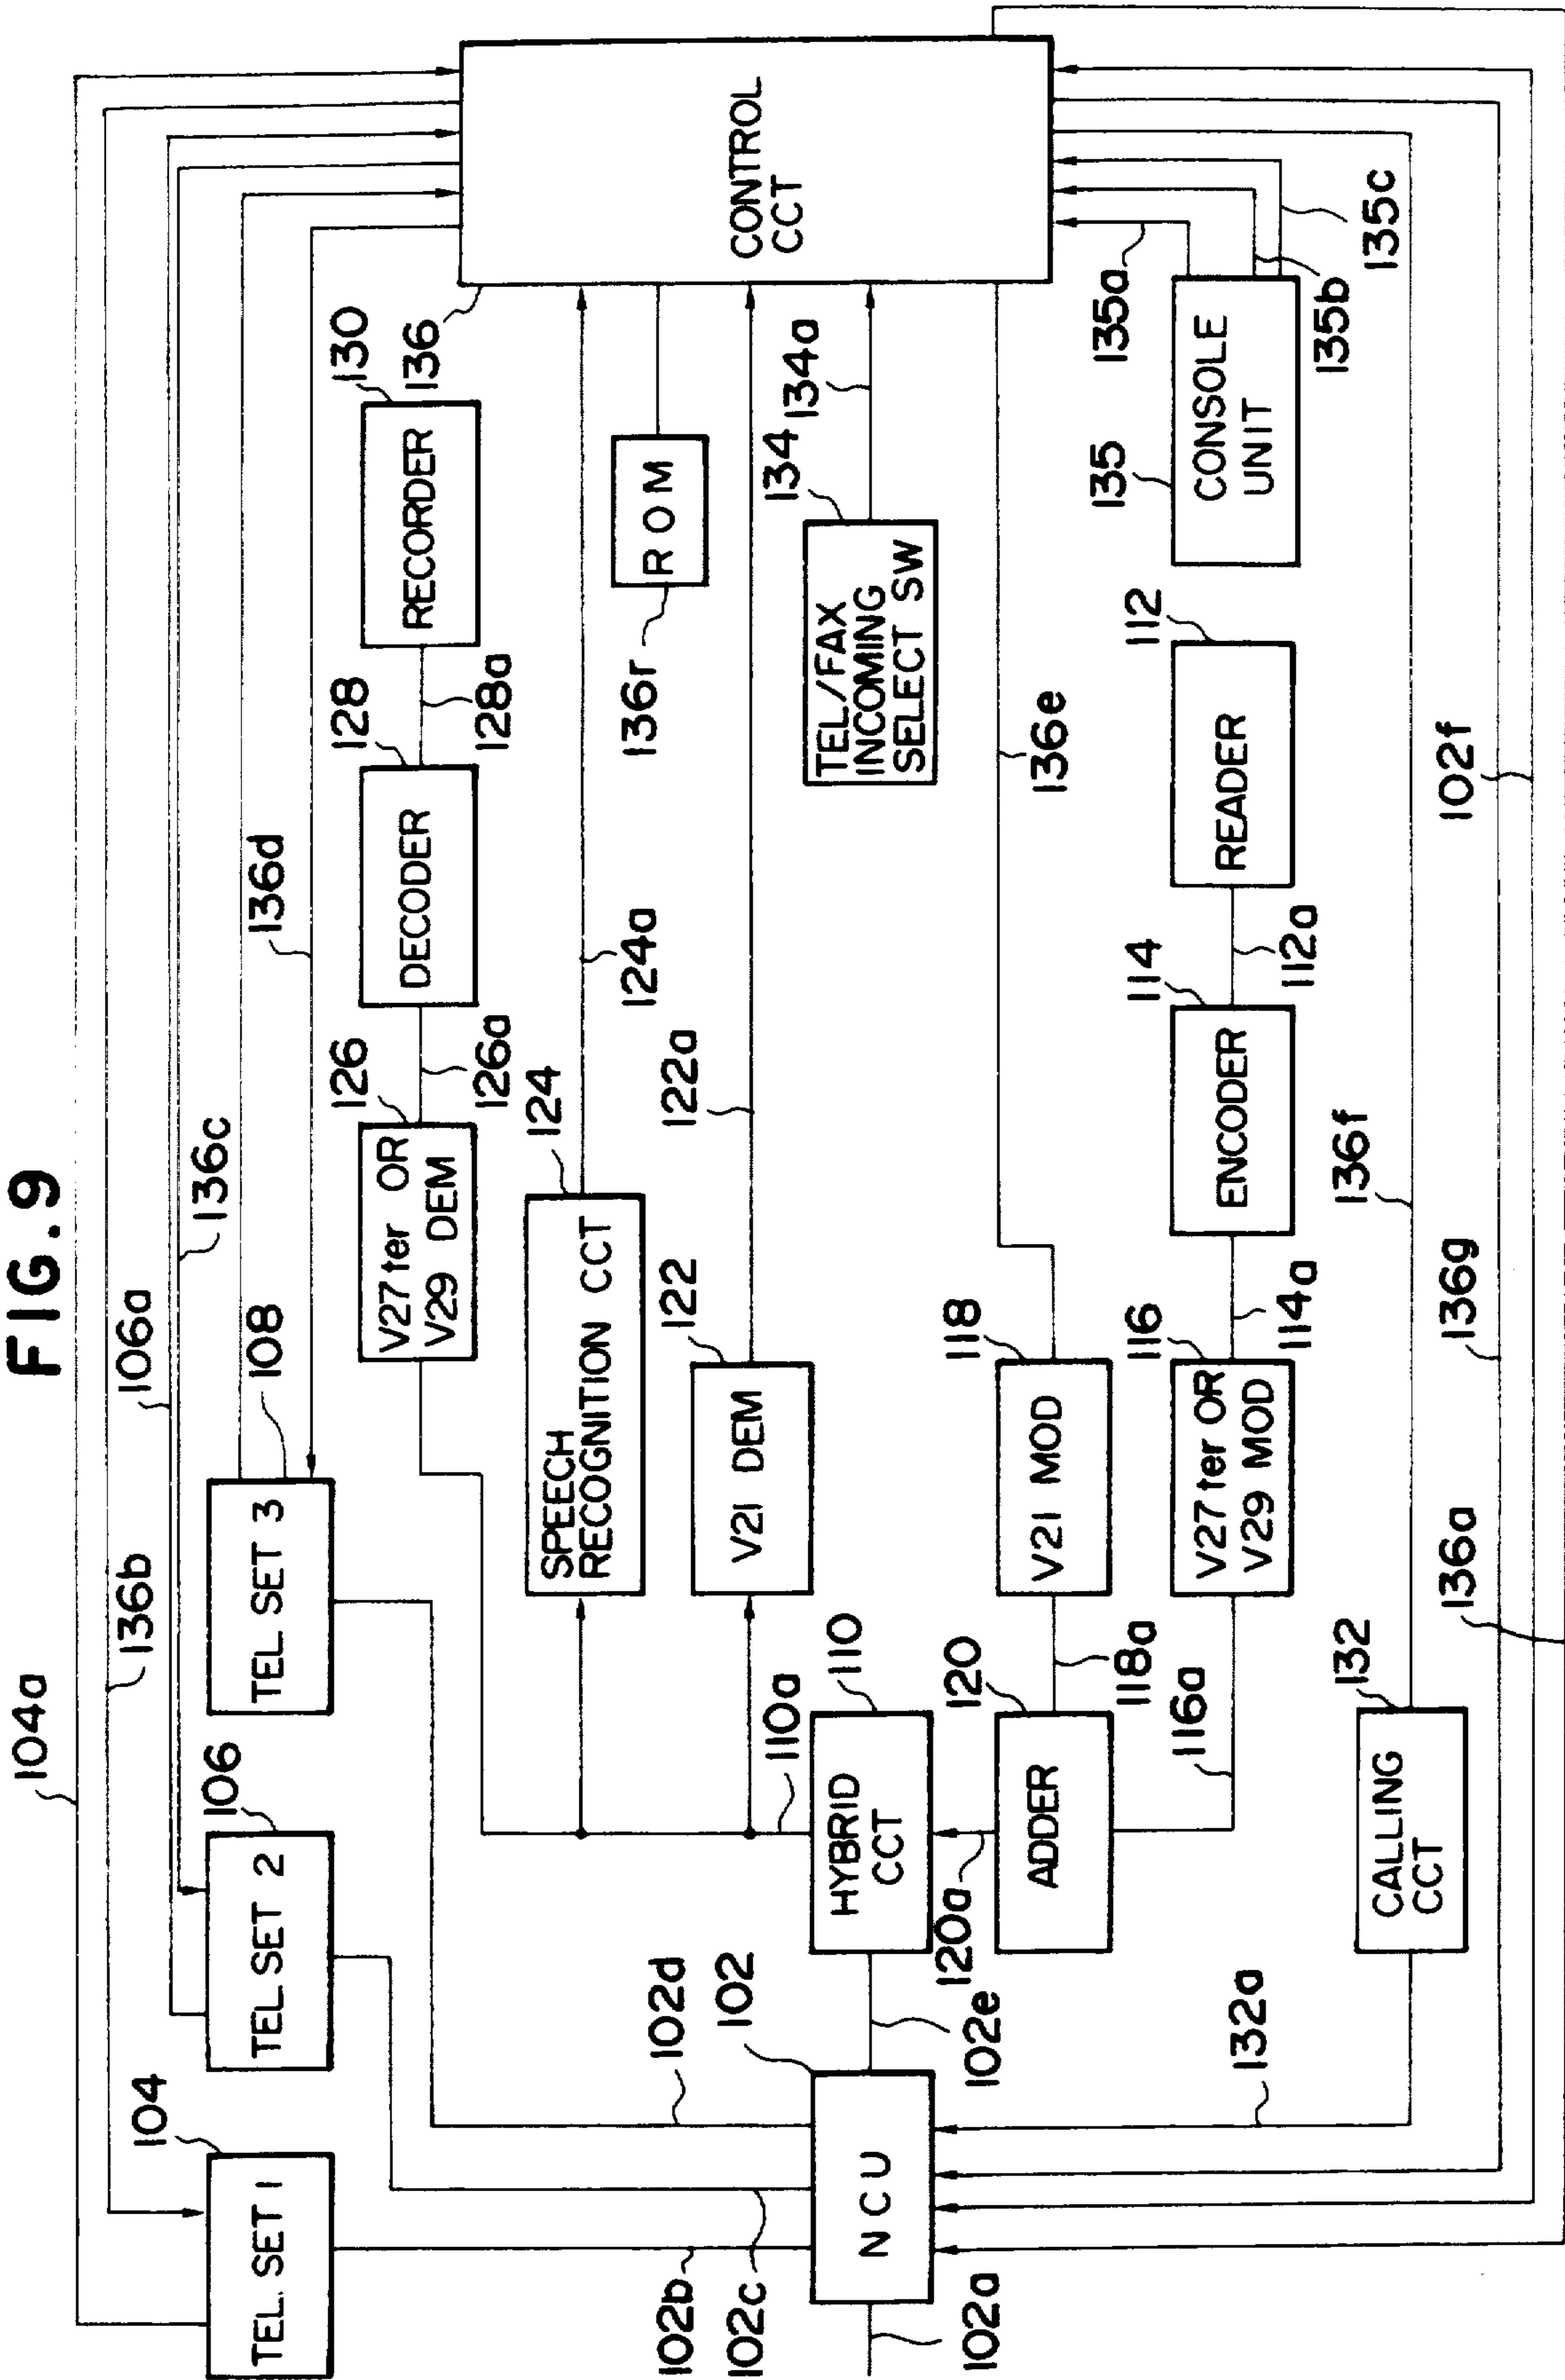 FIG. 9
104a
136b
106a
136c
136d
104
TEL. SET 1
106
TEL. SET 2
108
TEL. SET 3
126
V27ter OR
V29 DEM
126a
128
DECODER
128a
130
RECORDER
136
CONTROL
CCT
124
SPEECH
RECOGNITION CCT
124a
ROM
136r
122
V21 DEM
122a
134
TEL/FAX
INCOMING
SELECT SW
134a
102b
102c
102d
102
NCU
102a
102e
110
HYBRID
CCT
110a
120a
120
ADDER
118a
118
V21 MOD
136e
116a
116
V27ter OR
V29 MOD
114a
114
ENCODER
112a
112
READER
135
CONSOLE
UNIT
135a
135b
135c
132a
132
CALLING
CCT
136f
136g
102f
136a